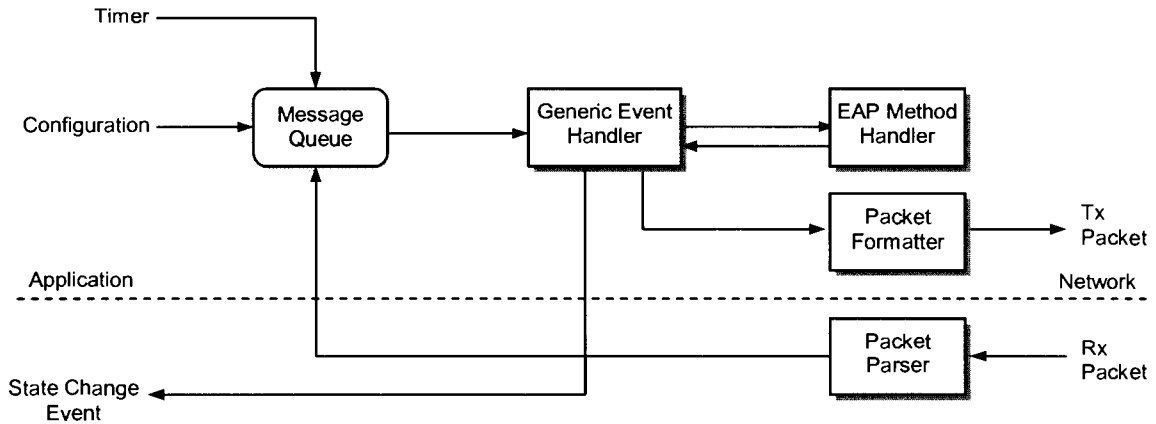 Timer
Configuration
Message
Queue
Generic Event
Handler
EAP Method
Handler
Packet
Formatter
Tx
Packet
Application
Network
Packet
Parser
Rx
Packet
State Change
Event